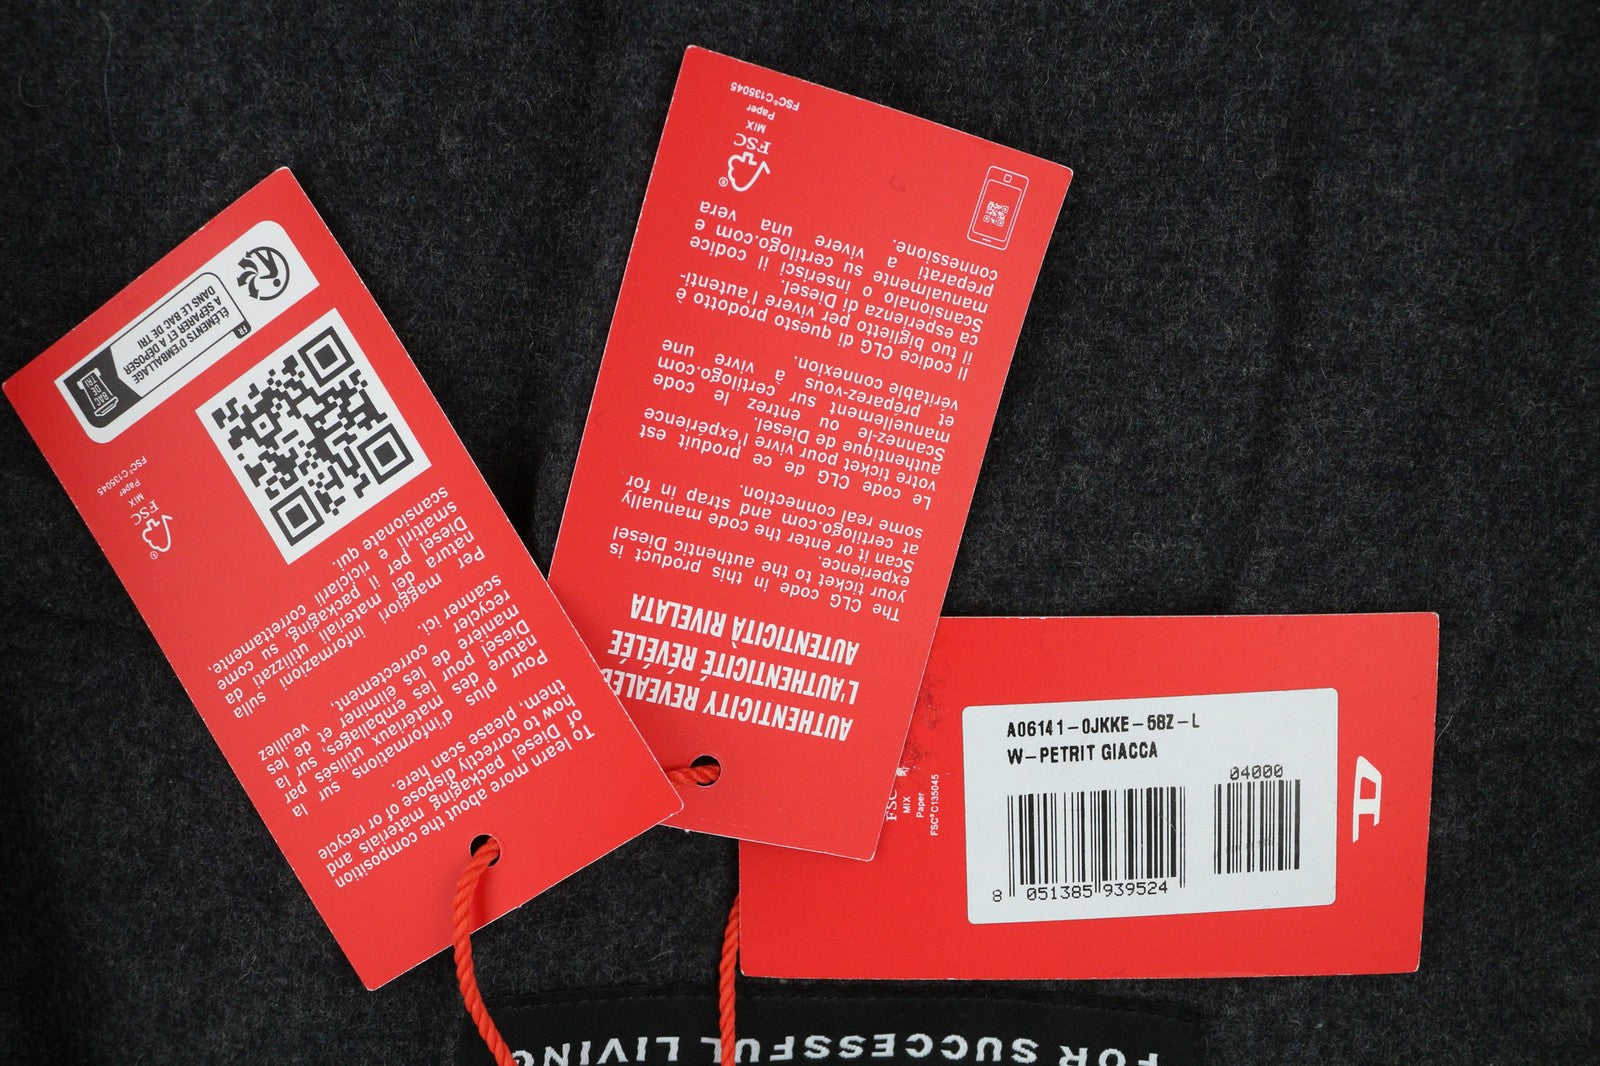 ÉLÉMENTS D'EMBALLAGE
À SÉPARER ET À DÉPOSER
DANS LE BAC DE TRI
FR
BAC
DE
TRI
FSC
MIX
Paper
FSC® C135045
To learn more about the composition
of Diesel packaging materials and
how to correctly dispose of or recycle
them, please scan here.
Pour plus d'informations sur la
nature des matériaux utilisés par
Diesel pour les emballages, sur la
manière de les éliminer et de les
recycler correctement, veuillez
scanner ici.
Per maggiori informazioni sulla
natura dei materiali utilizzati da
Diesel per il packaging, su come
smaltirli e riciclarli correttamente,
scansionate qui.
AUTHENTICITY REVEALED
L'AUTHENTICITÉ RÉVÉLÉE
AUTENTICITÀ RIVELATA
The CLG code in this product is
your ticket to the authentic Diesel
experience.
Scan it or enter the code manually
at certilogo.com and strap in for
some real connection.
Le code CLG de ce produit est
votre ticket pour vivre l'expérience
authentique de Diesel.
Scannez-le ou entrez le code
manuellement sur certilogo.com
et préparez-vous à vivre une
véritable connexion.
Il codice CLG di questo prodotto è
il tuo biglietto per vivere l'autenti-
ca esperienza di Diesel.
Scansionalo o inserisci il codice
manualmente su certilogo.com e
preparati a vivere una vera
connessione.
FSC
MIX
Paper
FSC® C135045
A06141-0JKKE-58Z-L
W-PETRIT GIACCA
04000
8 051385 939524
FSC
MIX
Paper
FSC® C135045
FOR SUCCESSFUL LIVING